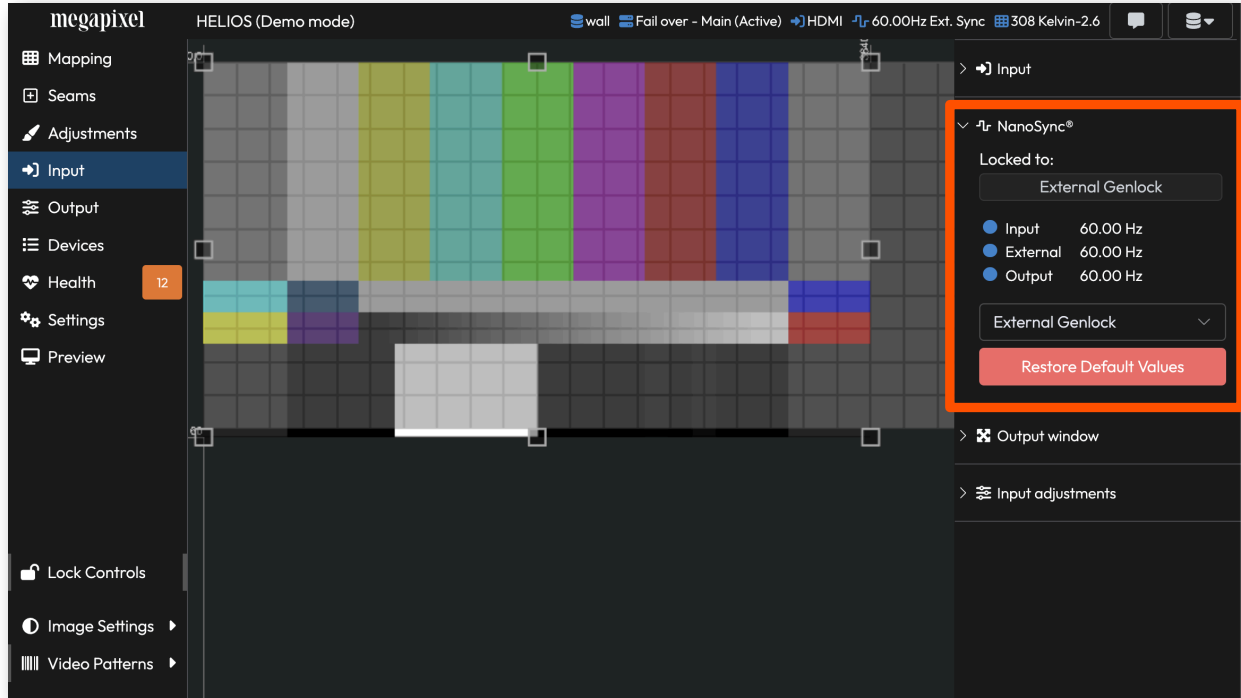 megapixel
HELIOS (Demo mode)
wall Fail over - Main (Active) HDMI 60.00Hz Ext. Sync 308 Kelvin-2.6
Mapping
Seams
Adjustments
Input
Output
Devices
Health 12
Settings
Preview
Lock Controls
Image Settings
Video Patterns
0,0
3840
Input
NanoSync®
Locked to:
External Genlock
Input 60.00 Hz
External 60.00 Hz
Output 60.00 Hz
External Genlock
Restore Default Values
Output window
Input adjustments